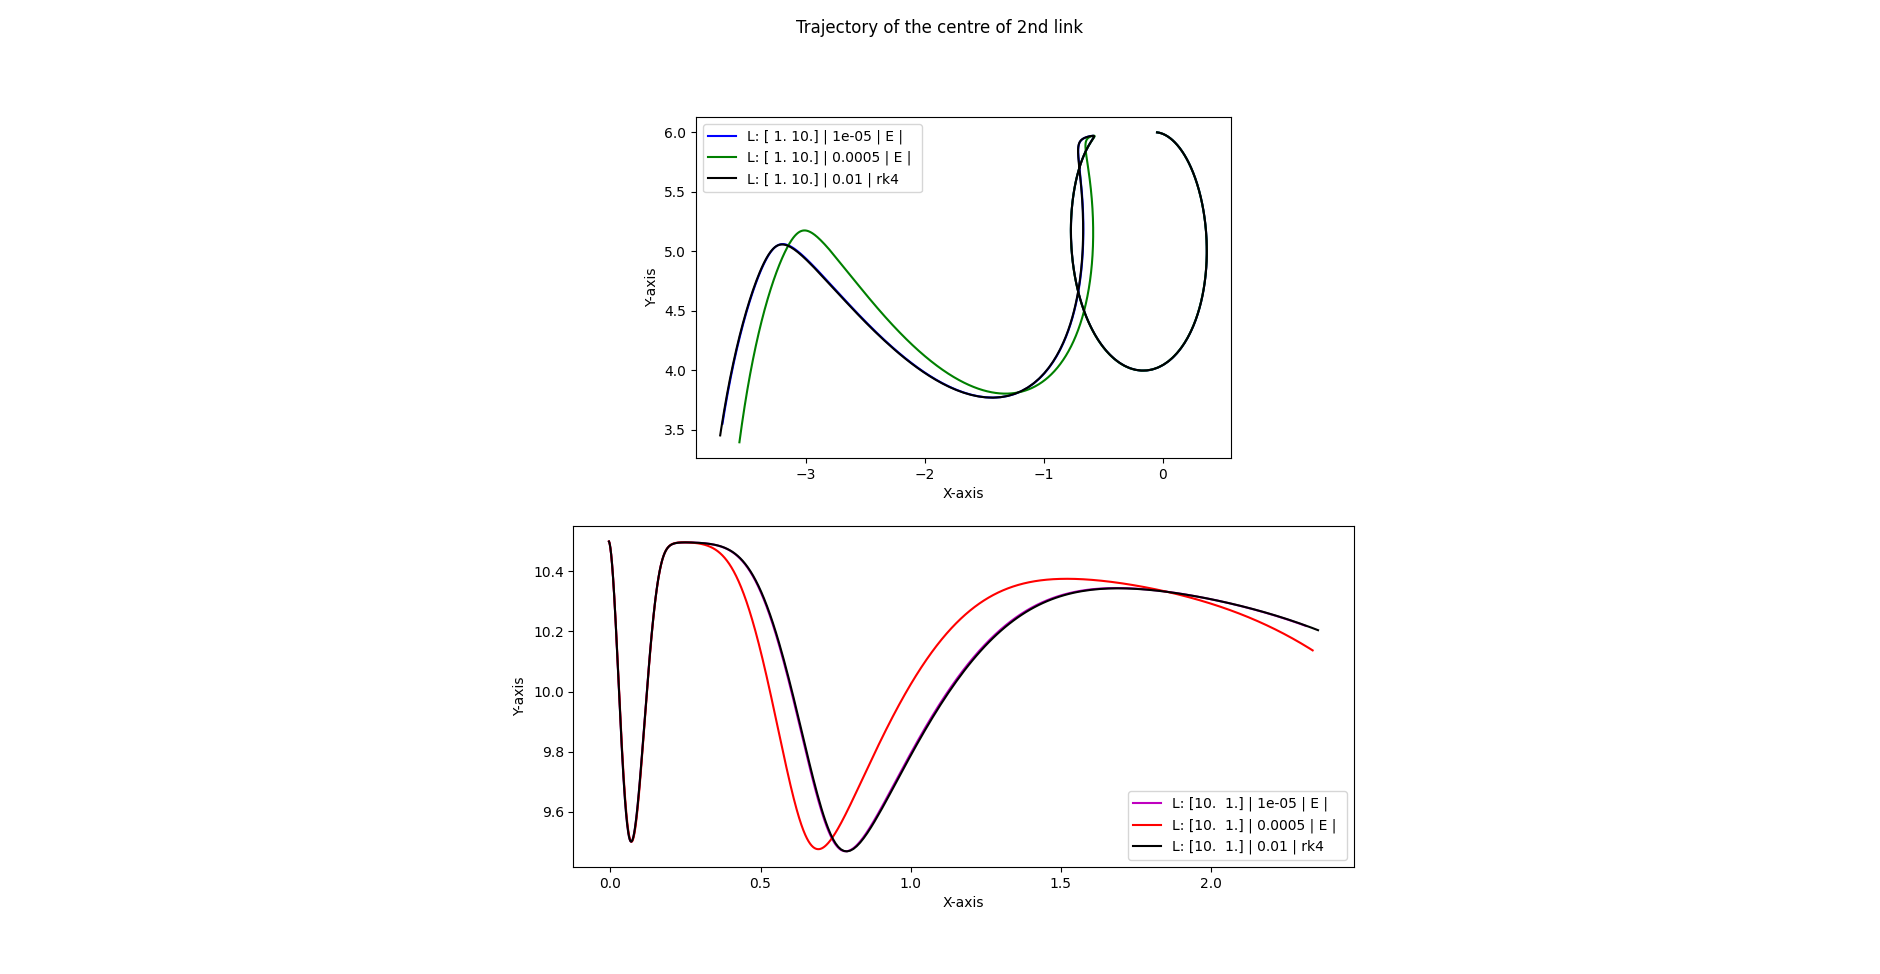 Trajectory of the centre of 2nd link
L: [ 1. 10.] | 1e-05 | E |
L: [ 1. 10.] | 0.0005 | E |
L: [ 1. 10.] | 0.01 | rk4
6.0
5.5
5.0
4.5
4.0
3.5
Y-axis
−3 −2 −1 0
X-axis
10.4
10.2
10.0
9.8
9.6
Y-axis
L: [10.  1.] | 1e-05 | E |
L: [10.  1.] | 0.0005 | E |
L: [10.  1.] | 0.01 | rk4
0.0 0.5 1.0 1.5 2.0
X-axis